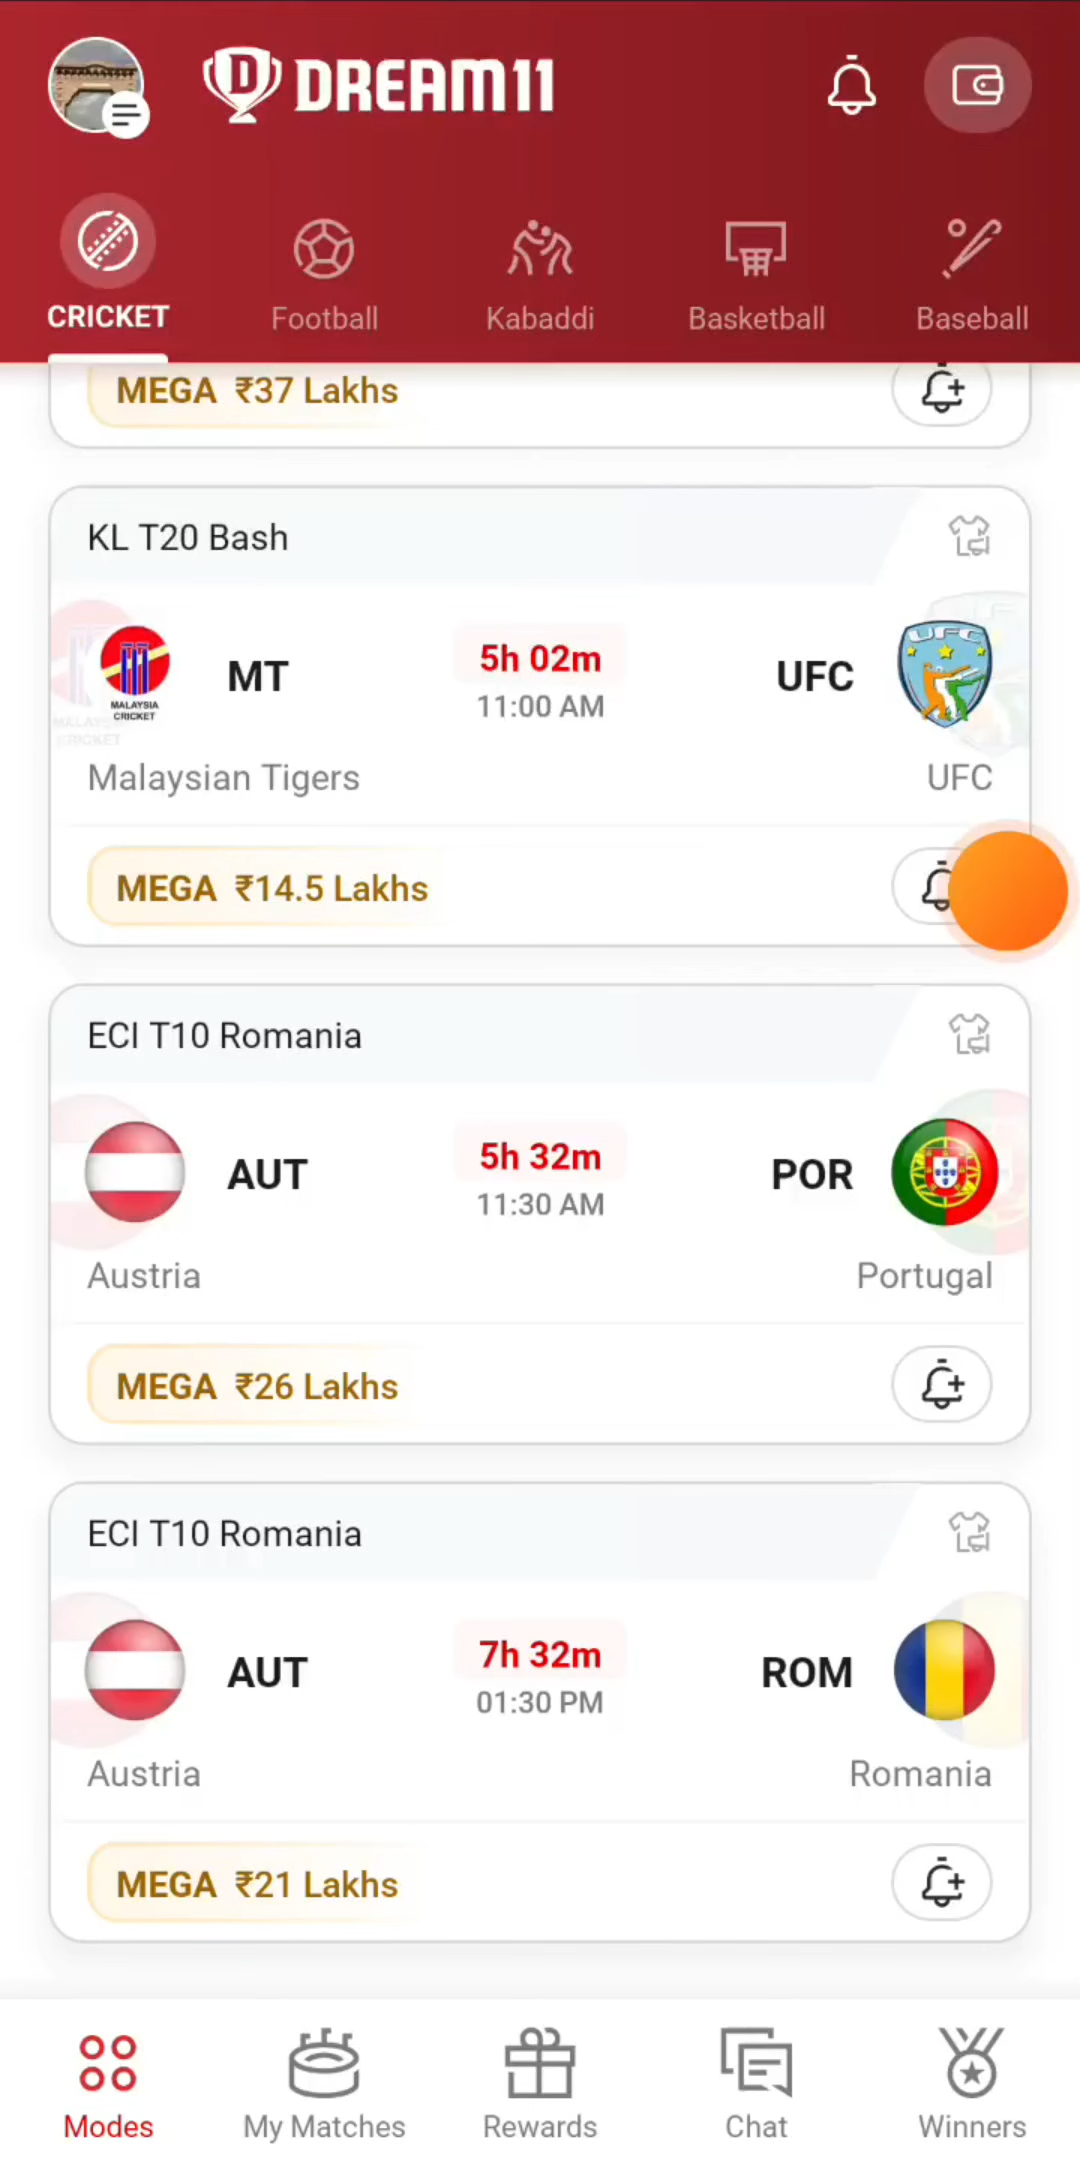 DREAM11
CRICKET
Football
Kabaddi
Basketball
Baseball
MEGA ₹37 Lakhs
KL T20 Bash
MALAYSIA
CRICKET
MT
5h 02m
11:00 AM
UFC
UFC
Malaysian Tigers
UFC
MEGA ₹14.5 Lakhs
ECI T10 Romania
AUT
5h 32m
11:30 AM
POR
Austria
Portugal
MEGA ₹26 Lakhs
ECI T10 Romania
AUT
7h 32m
01:30 PM
ROM
Austria
Romania
MEGA ₹21 Lakhs
Modes
My Matches
Rewards
Chat
Winners